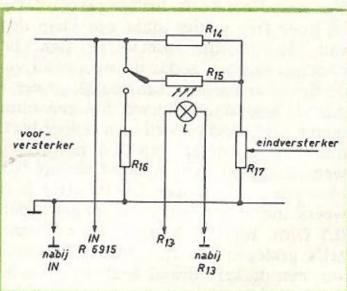 R14
R15
L
voor-
versterker
R16
eindversterker
R17
IN
R 6915
R13
nabij
IN
nabij
R13